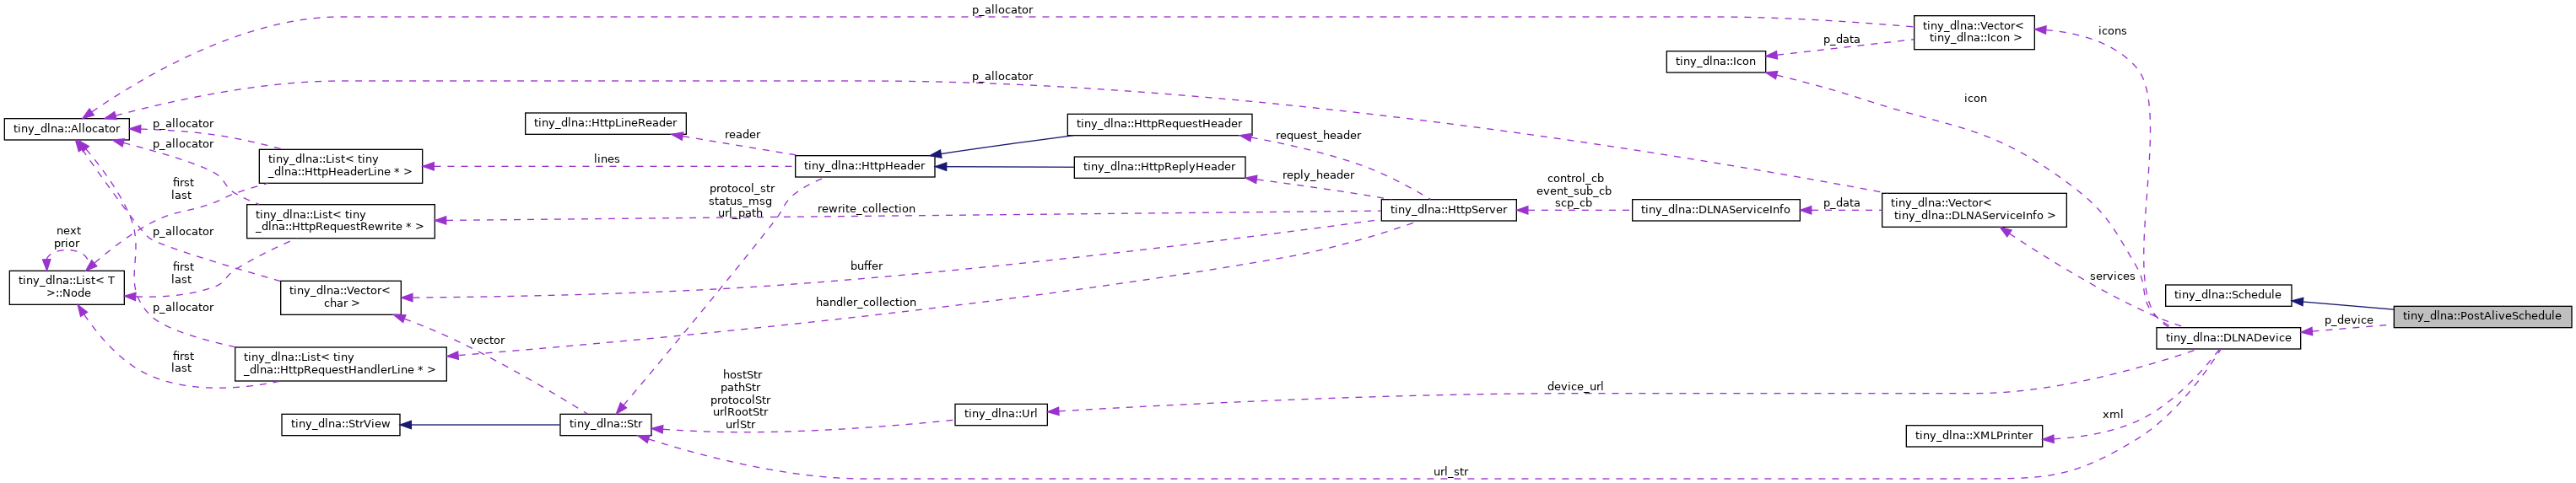 p_allocator
tiny_dlna::Vector<
tiny_dlna::Icon >
icons
p_data
tiny_dlna::Icon
p_allocator
icon
tiny_dlna::HttpLineReader
tiny_dlna::HttpRequestHeader
tiny_dlna::Allocator
p_allocator
reader
request_header
p_allocator
tiny_dlna::List< tiny
_dlna::HttpHeaderLine * >
lines
tiny_dlna::HttpHeader
tiny_dlna::HttpReplyHeader
reply_header
first
last
protocol_str
status_msg
url_path
control_cb
event_sub_cb
scp_cb
tiny_dlna::List< tiny
_dlna::HttpRequestRewrite * >
rewrite_collection
tiny_dlna::HttpServer
tiny_dlna::DLNAServiceInfo
p_data
tiny_dlna::Vector<
tiny_dlna::DLNAServiceInfo >
next
prior
p_allocator
first
last
buffer
services
tiny_dlna::List< T
>::Node
tiny_dlna::Vector<
char >
handler_collection
tiny_dlna::Schedule
p_allocator
tiny_dlna::PostAliveSchedule
p_device
vector
tiny_dlna::DLNADevice
first
last
tiny_dlna::List< tiny
_dlna::HttpRequestHandlerLine * >
hostStr
pathStr
protocolStr
urlRootStr
urlStr
device_url
tiny_dlna::StrView
tiny_dlna::Str
tiny_dlna::Url
xml
tiny_dlna::XMLPrinter
url_str